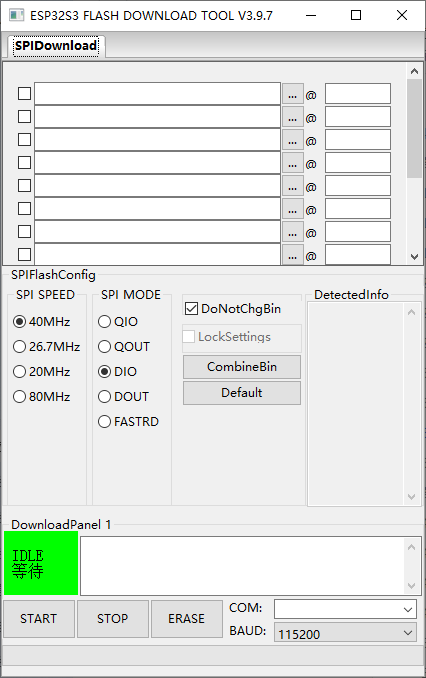 ESP32S3 FLASH DOWNLOAD TOOL V3.9.7
SPIDownload
... @
... @
... @
... @
... @
... @
... @
... @
SPIFlashConfig
SPI SPEED
40MHz
26.7MHz
20MHz
80MHz
SPI MODE
QIO
QOUT
DIO
DOUT
FASTRD
DoNotChgBin
LockSettings
CombineBin
Default
DetectedInfo
DownloadPanel 1
IDLE
等待
START
STOP
ERASE
COM:
BAUD:
115200